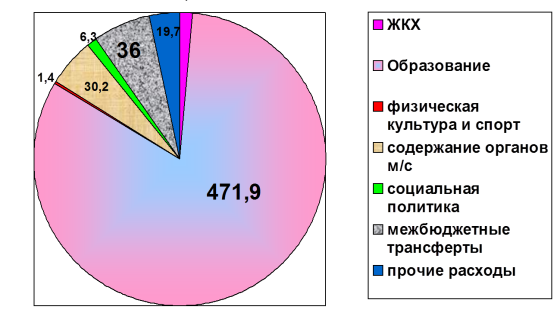 6,3
19,7
36
1,4
30,2
471,9
ЖКХ
Образование
физическая
культура и спорт
содержание органов
м/с
социальная
политика
межбюджетные
трансферты
прочие расходы